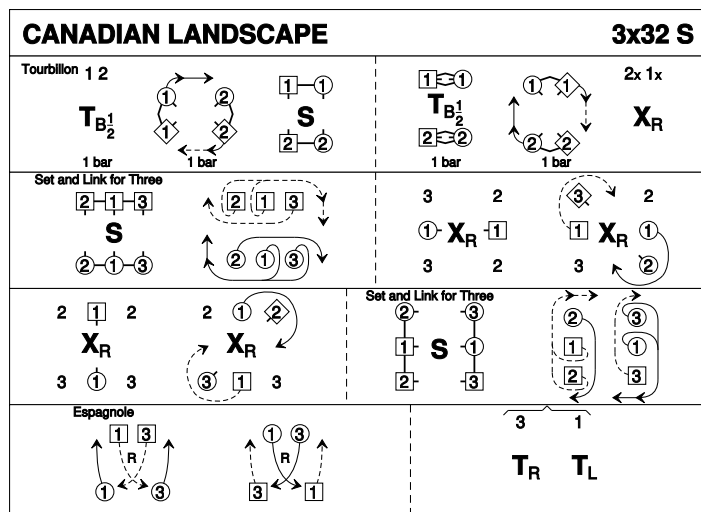 CANADIAN LANDSCAPE 3x32 S
Tourbillon 1 2
1 2 1 1
T B 1/2 S
1 2 2 2
1 bar 1 bar
1 1 1 1 2x 1x
T B 1/2 X R
2 2 2 2
1 bar 1 bar
Set and Link for Three
2 1 3 2 1 3
S
2 1 3 2 1 3
3 2 3 2
1 X R 1 1 X R 1
3 2 3 2
2 1 2 2 1 2
X R X R
3 1 3 3 1 3
Set and Link for Three
2 3 2 3
1 S 1 1 1
2 3 2 3
Espagnole
1 3 1 3
R R
1 3 3 1
3 1
T R T L